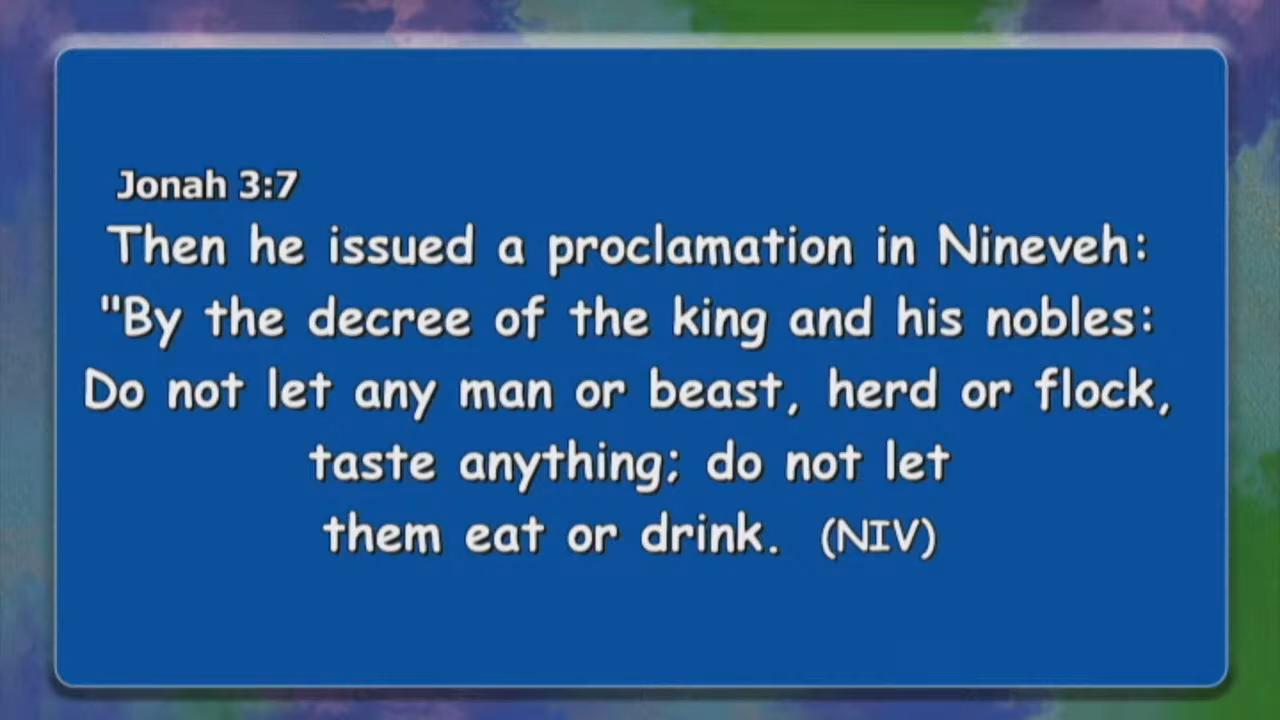 Jonah 3:7
Then he issued a proclamation in Nineveh:
"By the decree of the king and his nobles:
Do not let any man or beast, herd or flock,
taste anything; do not let
them eat or drink. (NIV)